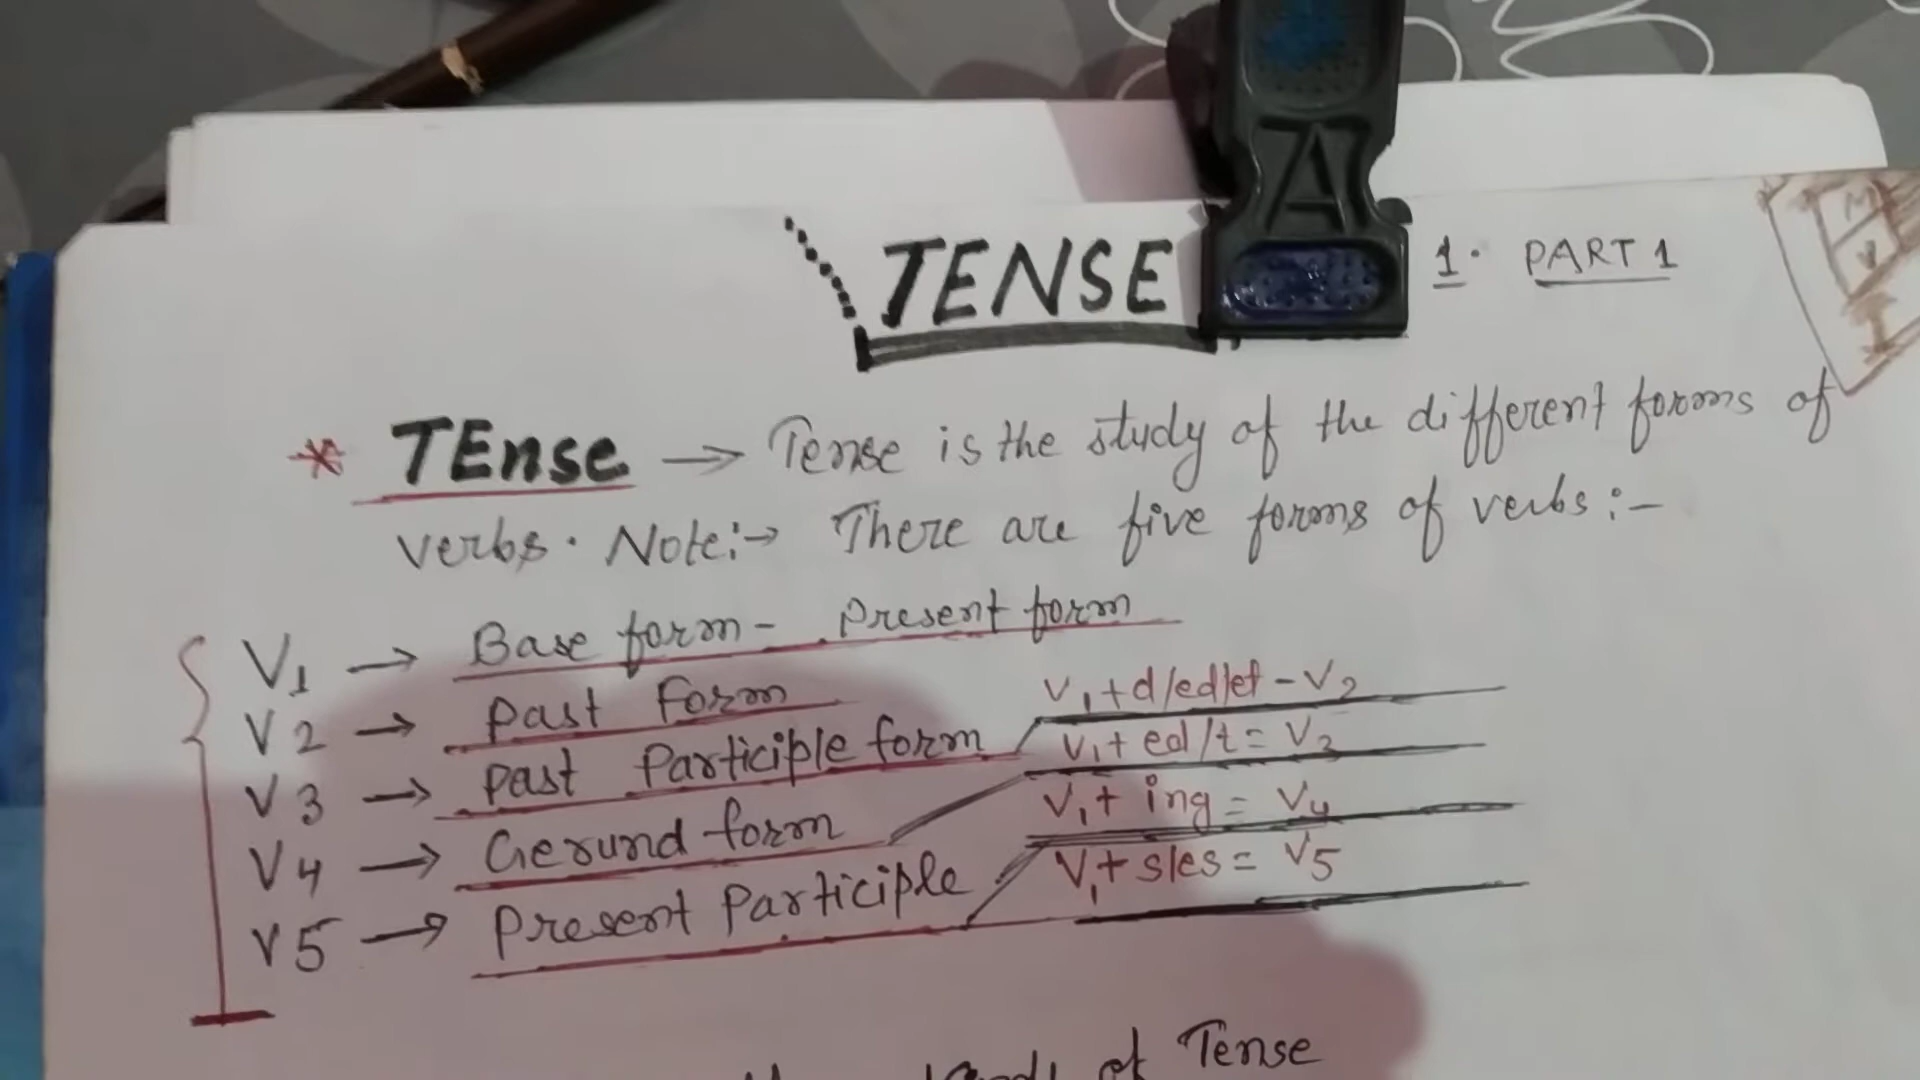 TENSE
1. PART 1
* TEnse → Tense is the study of the different forms of
verbs. Note:→ There are five forms of verbs:-
V1 → Base form - Present form
V2 → Past Form
V1+d/ed/et - V2
V3 → Past Participle form
V1+ ed/t = V3
V4 → Gerund form
V1+ ing = V4
V5 → Present Participle
V1+ s/es = V5
of Tense